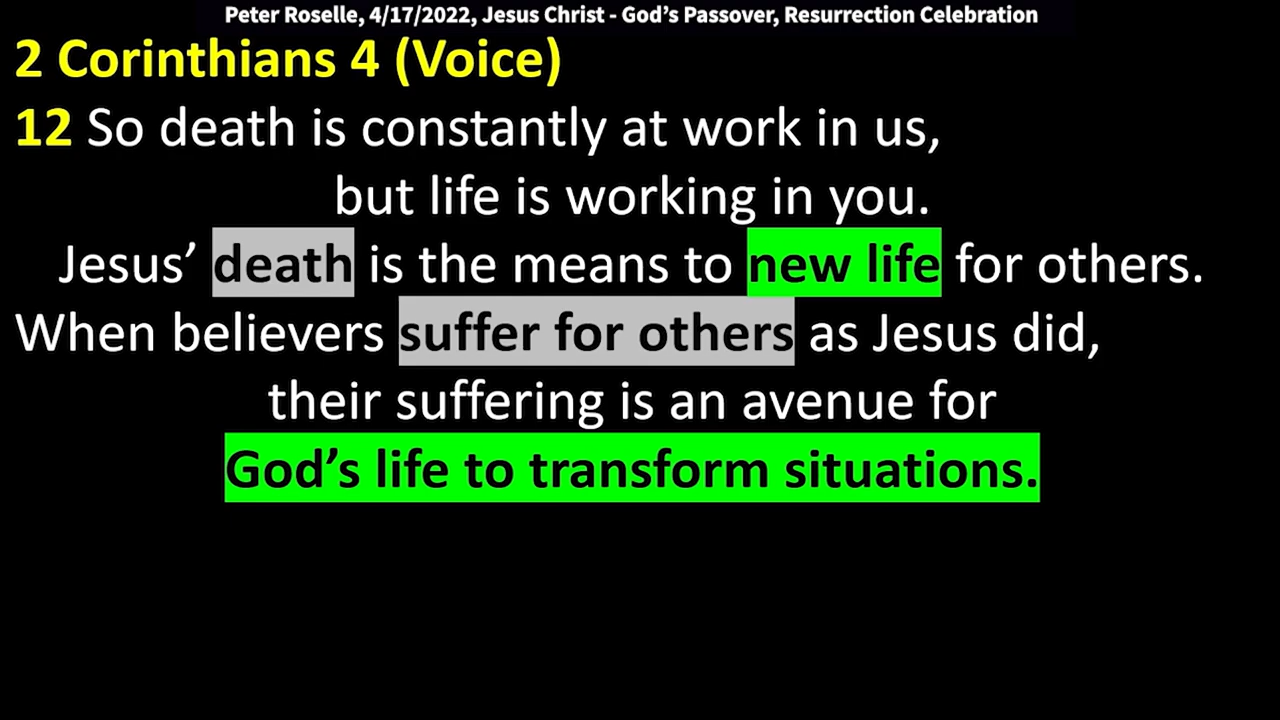 Peter Roselle, 4/17/2022, Jesus Christ - God’s Passover, Resurrection Celebration
2 Corinthians 4 (Voice)
12 So death is constantly at work in us,
but life is working in you.
Jesus’ death is the means to new life for others.
When believers suffer for others as Jesus did,
their suffering is an avenue for
God’s life to transform situations.